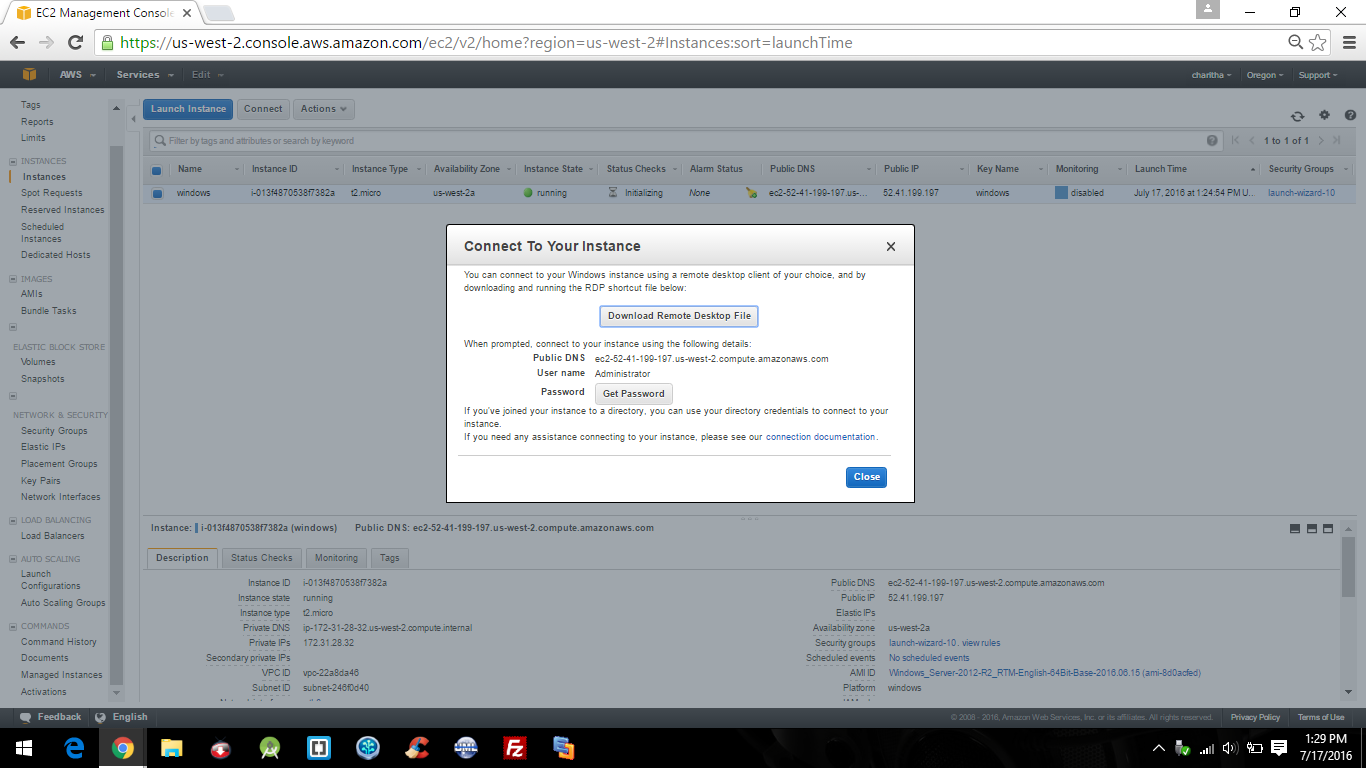 EC2 Management Console
https://us-west-2.console.aws.amazon.com/ec2/v2/home?region=us-west-2#Instances:sort=launchTime
AWS Services Edit charitha Oregon Support
Tags
Reports
Limits
INSTANCES
Instances
Spot Requests
Reserved Instances
Scheduled
Instances
Dedicated Hosts
IMAGES
AMIs
Bundle Tasks
ELASTIC BLOCK STORE
Volumes
Snapshots
NETWORK & SECURITY
Security Groups
Elastic IPs
Placement Groups
Key Pairs
Network Interfaces
LOAD BALANCING
Load Balancers
AUTO SCALING
Launch
Configurations
Auto Scaling Groups
COMMANDS
Command History
Documents
Managed Instances
Activations
Launch Instance Connect Actions
Filter by tags and attributes or search by keyword 1 to 1 of 1
Name Instance ID Instance Type Availability Zone Instance State Status Checks Alarm Status Public DNS Public IP Key Name Monitoring Launch Time Security Groups
windows i-013f4870538f7382a t2.micro us-west-2a running Initializing None ec2-52-41-199-197.us-... 52.41.199.197 windows disabled July 17, 2016 at 1:24:54 PM U... launch-wizard-10
Connect To Your Instance
You can connect to your Windows instance using a remote desktop client of your choice, and by
downloading and running the RDP shortcut file below:
Download Remote Desktop File
When prompted, connect to your instance using the following details:
Public DNS ec2-52-41-199-197.us-west-2.compute.amazonaws.com
User name Administrator
Password Get Password
If you've joined your instance to a directory, you can use your directory credentials to connect to your
instance.
If you need any assistance connecting to your instance, please see our connection documentation.
Close
Instance: i-013f4870538f7382a (windows) Public DNS: ec2-52-41-199-197.us-west-2.compute.amazonaws.com
Description Status Checks Monitoring Tags
Instance ID i-013f4870538f7382a Public DNS ec2-52-41-199-197.us-west-2.compute.amazonaws.com
Instance state running Public IP 52.41.199.197
Instance type t2.micro Elastic IPs
Private DNS ip-172-31-28-32.us-west-2.compute.internal Availability zone us-west-2a
Private IPs 172.31.28.32 Security groups launch-wizard-10. view rules
Secondary private IPs Scheduled events No scheduled events
VPC ID vpc-22a8da46 AMI ID Windows_Server-2012-R2_RTM-English-64Bit-Base-2016.06.15 (ami-8d0acfed)
Subnet ID subnet-246f0d40 Platform windows
Feedback English © 2008 - 2016, Amazon Web Services, Inc. or its affiliates. All rights reserved. Privacy Policy Terms of Use
1:29 PM
7/17/2016